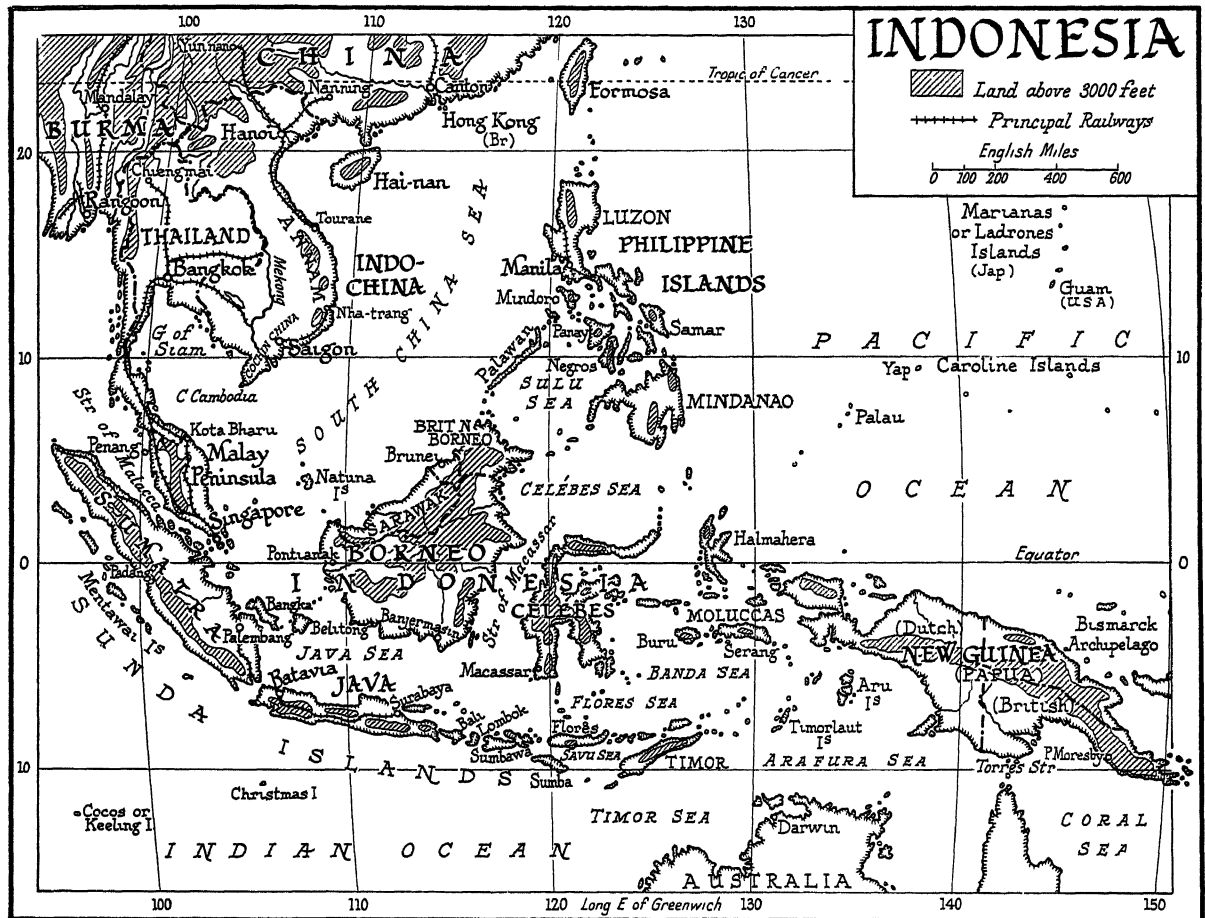 100
110
120
130
INDONESIA
Land above 3000 feet
Principal Railways
English Miles
0 100 200 400 600
CHINA
Yunnano
Nanning
Canton
Tropic of Cancer
Formosa
Mandalay
BURMA
Hanoi
Hong Kong
(Br)
20
Chiengmai
Hai-nan
Rangoon
Tourane
LUZON
THAILAND
ANNAM
PHILIPPINE
ISLANDS
Marianas
or Ladrones
Islands
(Jap)
Bangkok
Mekong
INDO-
CHINA
Manila
Mindoro
Guam
(USA)
Nha-trang
SOUTH CHINA SEA
Samar
G of
Siam
COCHIN CHINA
Saigon
Panay
PACIFIC
10
Palawan
Negros
Yap
Caroline Islands
10
C Cambodia
SULU
SEA
MINDANAO
Palau
Str of Malacca
Kota Bharu
BRIT N
BORNEO
Penang
Malay
Peninsula
Brunei
Natuna
Is
CELÉBES SEA
OCEAN
SUMATRA
Singapore
SARAWAK
Halmahera
Pontianak
BORNEO
Str of Macassar
Equator
0
0
Padang
INDONESIA
Mentawai Is
Bangka
CELÉBES
MOLUCCAS
Palembang
Belitong
Banjermasin
Buru
Serang
(Dutch)
Bismarck
Archipelago
JAVA SEA
NEW GUINEA
(PAPUA)
Macassar
BANDA SEA
Batavia
JAVA
Surabaya
FLORES SEA
Aru
Is
(British)
Bali
Lombok
Flores
Timorlaut
Is
SUNDA ISLANDS
Sumbawa
SAVU SEA
TIMOR
ARAFURA SEA
P Moresby
Torres Str
10
Sumba
Christmas I
Cocos or
Keeling I
TIMOR SEA
Darwin
CORAL
SEA
INDIAN OCEAN
AUSTRALIA
100
110
120
Long E of Greenwich
130
140
150